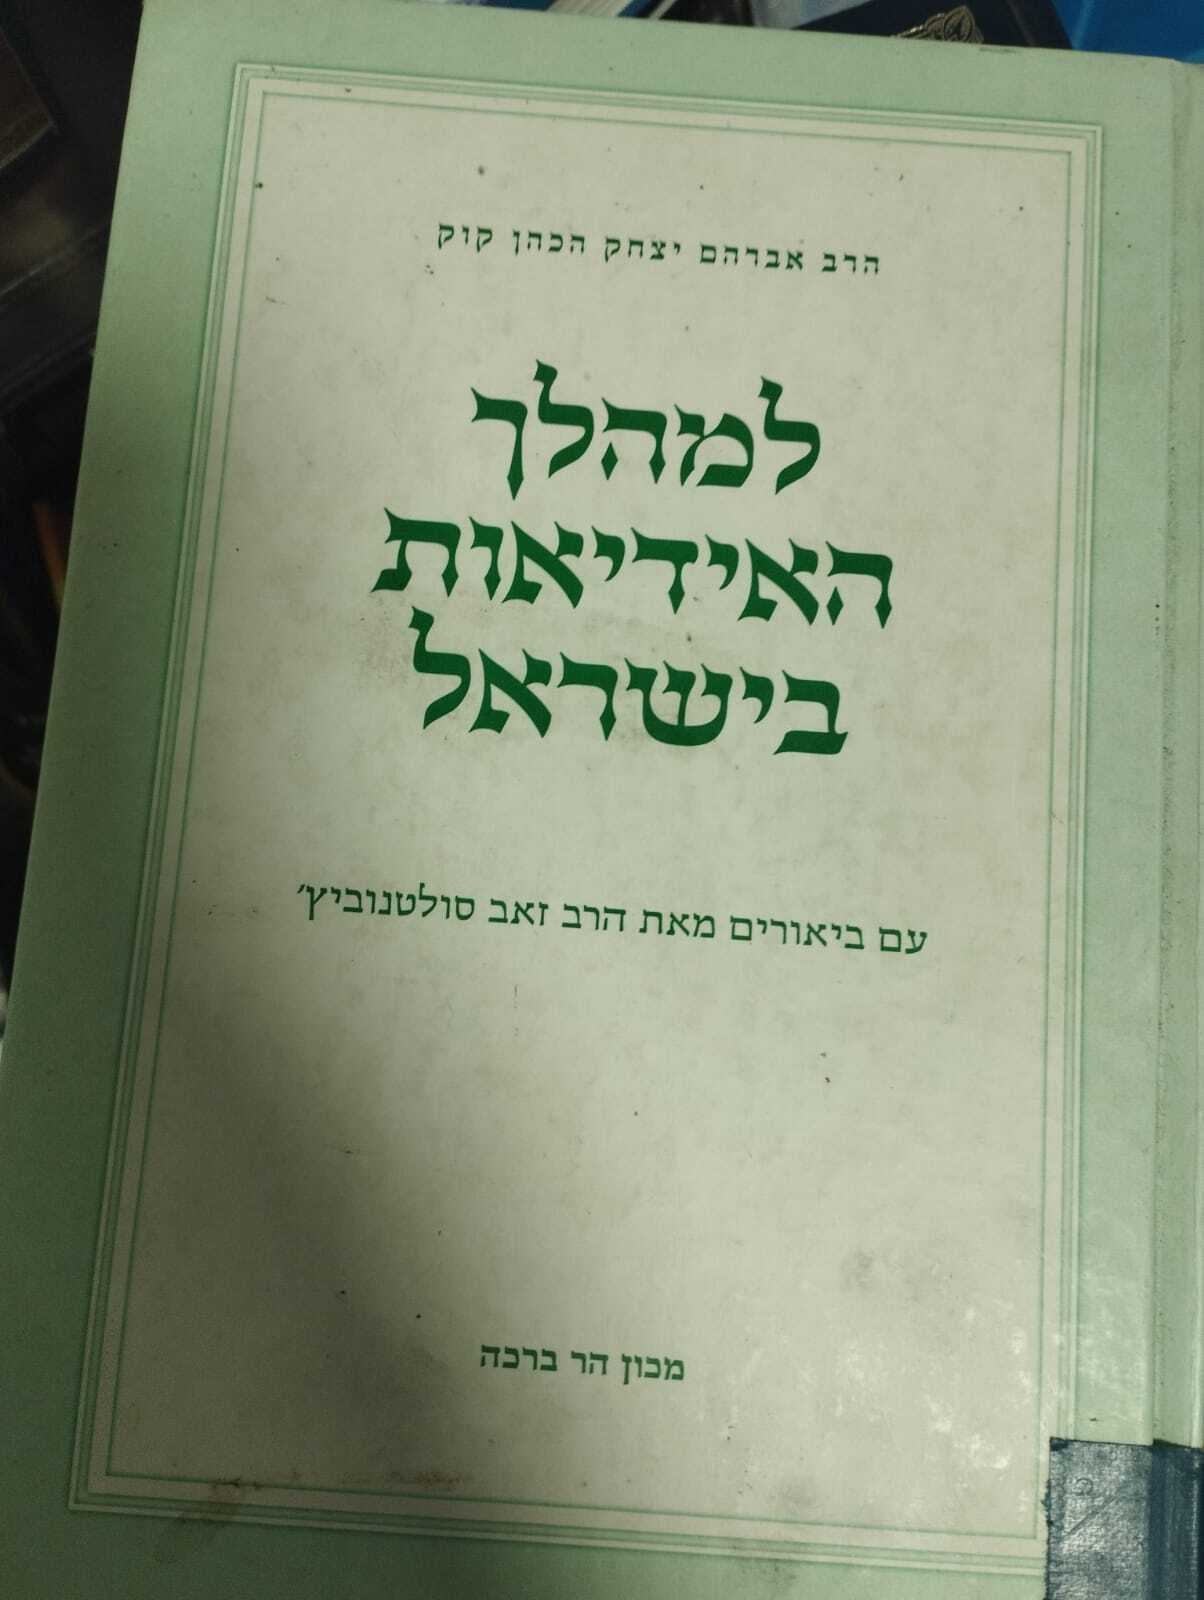 הרב אברהם יצחק הכהן קוק
למהלך
האידיאות
בישראל
עם ביאורים מאת הרב זאב סולטנוביץ׳
מכון הר ברכה